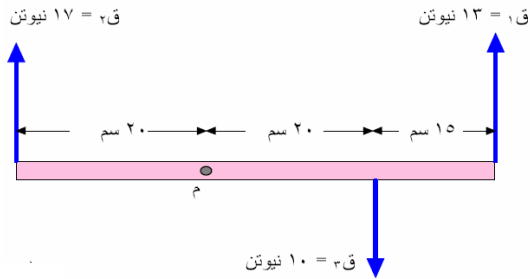 ق١ = ١٣ نيوتن
ق٢ = ١٧ نيوتن
١٥ سم
٢٠ سم
٢٠ سم
م
ق٣ = ١٠ نيوتن